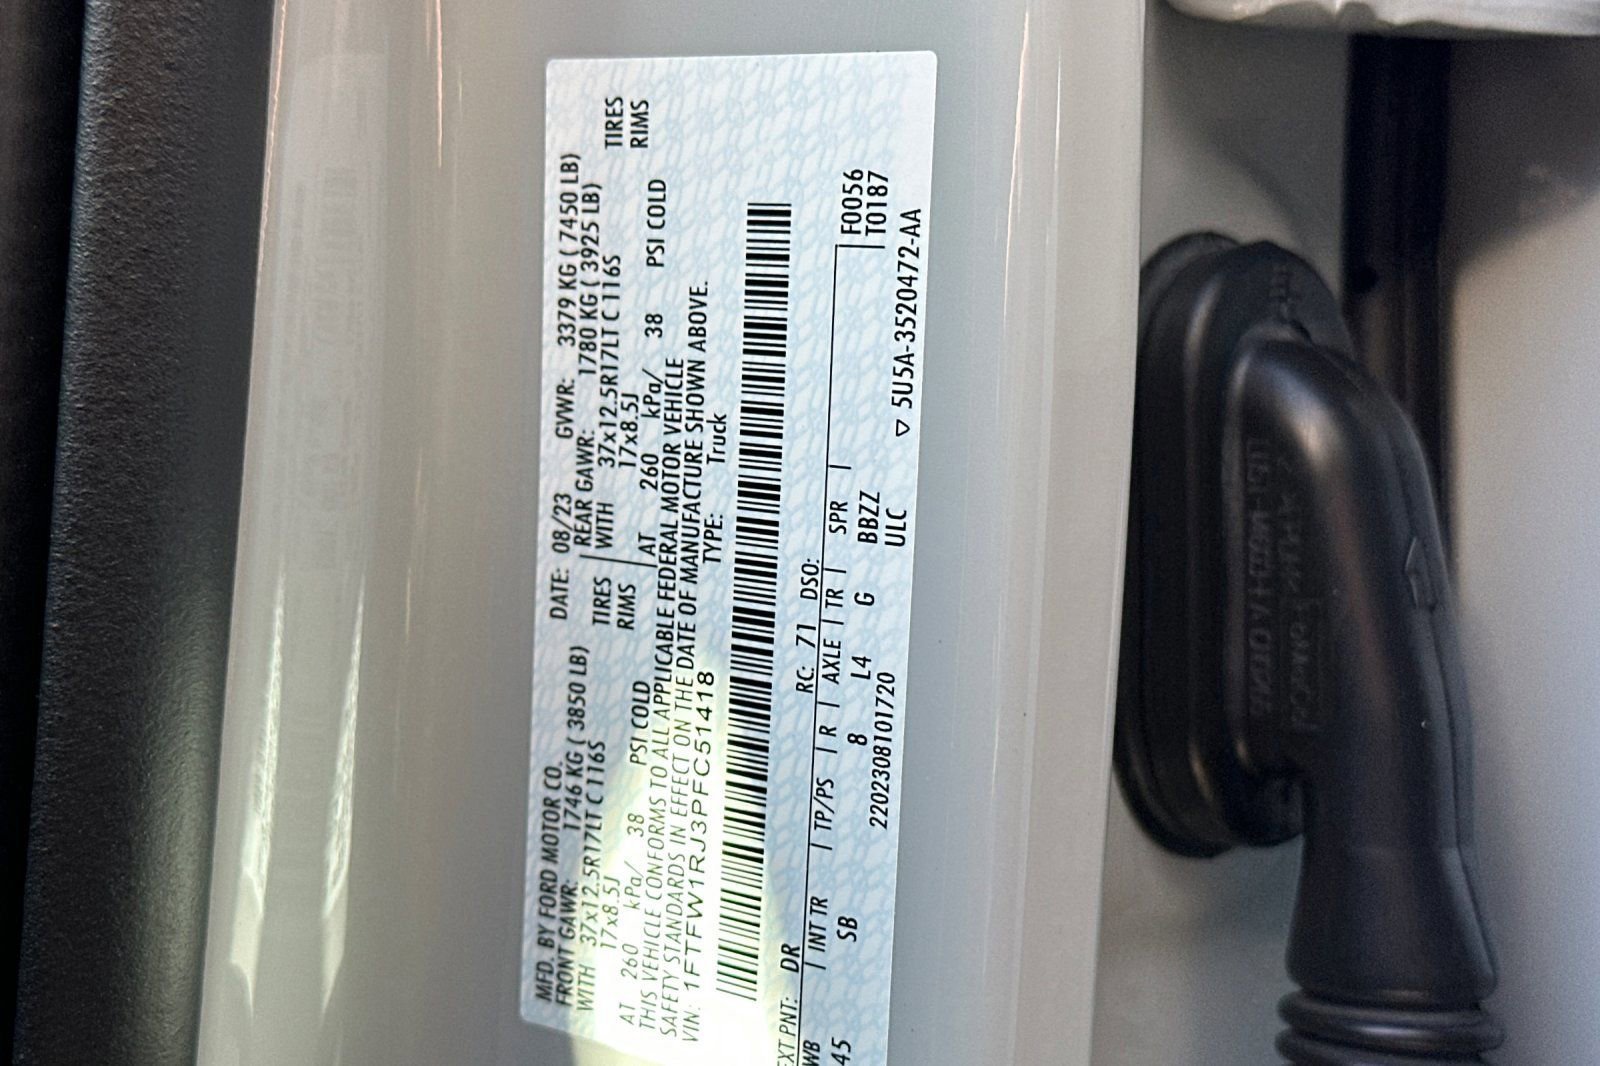 MFD. BY FORD MOTOR CO.
DATE: 08/23 GVWR: 3379 KG ( 7450 LB)
FRONT GAWR: 1746 KG ( 3850 LB) REAR GAWR: 1780 KG ( 3925 LB)
WITH 37x12.5R17LT C 116S TIRES WITH 37x12.5R17LT C 116S TIRES
17x8.5J RIMS 17x8.5J RIMS
AT 260 kPa/ 38 PSI COLD AT 260 kPa/ 38 PSI COLD
THIS VEHICLE CONFORMS TO ALL APPLICABLE FEDERAL MOTOR VEHICLE
SAFETY STANDARDS IN EFFECT ON THE DATE OF MANUFACTURE SHOWN ABOVE.
VIN: 1FTFW1RJ3PFC51418 TYPE: Truck
EXT PNT: DR RC: 71 DSO:
WB | INT TR | TP/PS | R | AXLE | TR | SPR | F0056
45 SB 8 L4 G BBZZ T0187
2202308101720 ULC
▽ 5U5A-3520472-AA